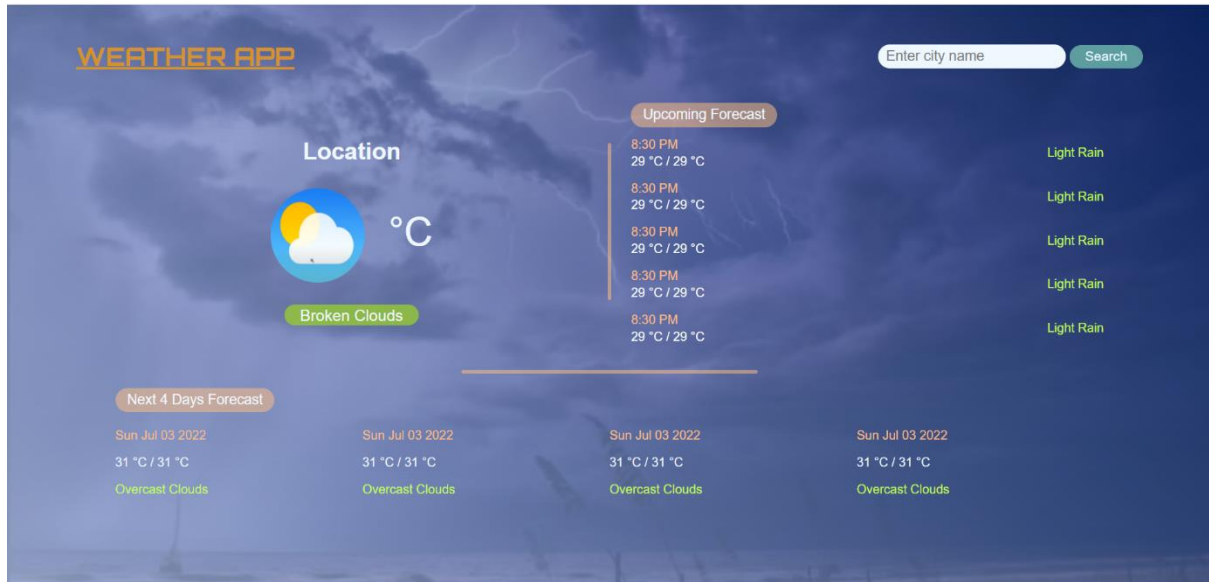 WEATHER APP
Enter city name
Search
Location
°C
Broken Clouds
Upcoming Forecast
8:30 PM
29 °C / 29 °C
Light Rain
8:30 PM
29 °C / 29 °C
Light Rain
8:30 PM
29 °C / 29 °C
Light Rain
8:30 PM
29 °C / 29 °C
Light Rain
8:30 PM
29 °C / 29 °C
Light Rain
Next 4 Days Forecast
Sun Jul 03 2022
31 °C / 31 °C
Overcast Clouds
Sun Jul 03 2022
31 °C / 31 °C
Overcast Clouds
Sun Jul 03 2022
31 °C / 31 °C
Overcast Clouds
Sun Jul 03 2022
31 °C / 31 °C
Overcast Clouds